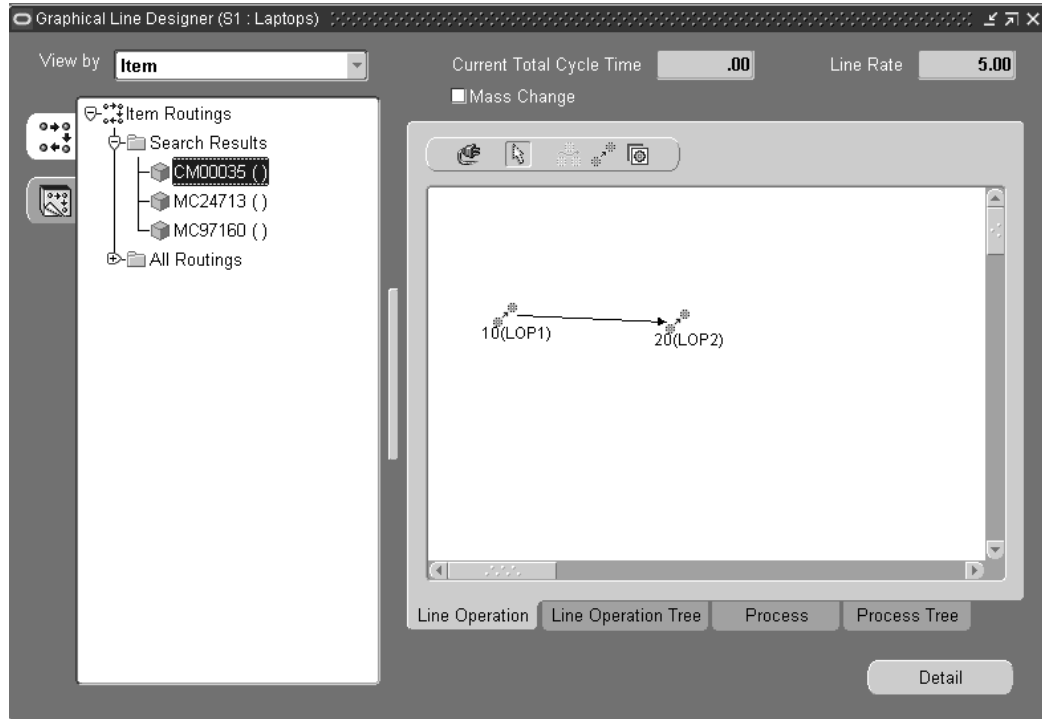 Graphical Line Designer (S1 : Laptops)
View by Item
Current Total Cycle Time .00 Line Rate 5.00
Mass Change
Item Routings
Search Results
CM00035 ( )
MC24713 ( )
MC97160 ( )
All Routings
10(LOP1)
20(LOP2)
Line Operation Line Operation Tree Process Process Tree
Detail